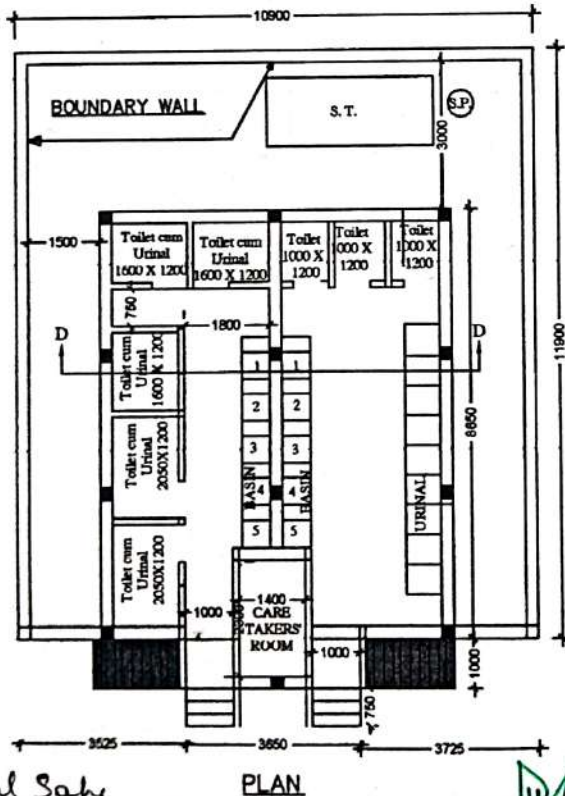 10900
BOUNDARY WALL
S. T.
S.P.
3000
1500
Toilet cum
Urinal
1600 X 1200
Toilet cum
Urinal
1600 X 1200
Toilet
1000 X
1200
Toilet
1000 X
1200
Toilet
1000 X
1200
750
1800
D
D
Toilet cum
Urinal
1600 X 1200
1
2
3
4
5
BASIN
1
2
3
4
5
BASIN
URINAL
8650
11900
Toilet cum
Urinal
2050X1200
Toilet cum
Urinal
2050X1200
1000
1400
CARE
TAKERS'
ROOM
1000
1000
750
3525
3650
3725
PLAN